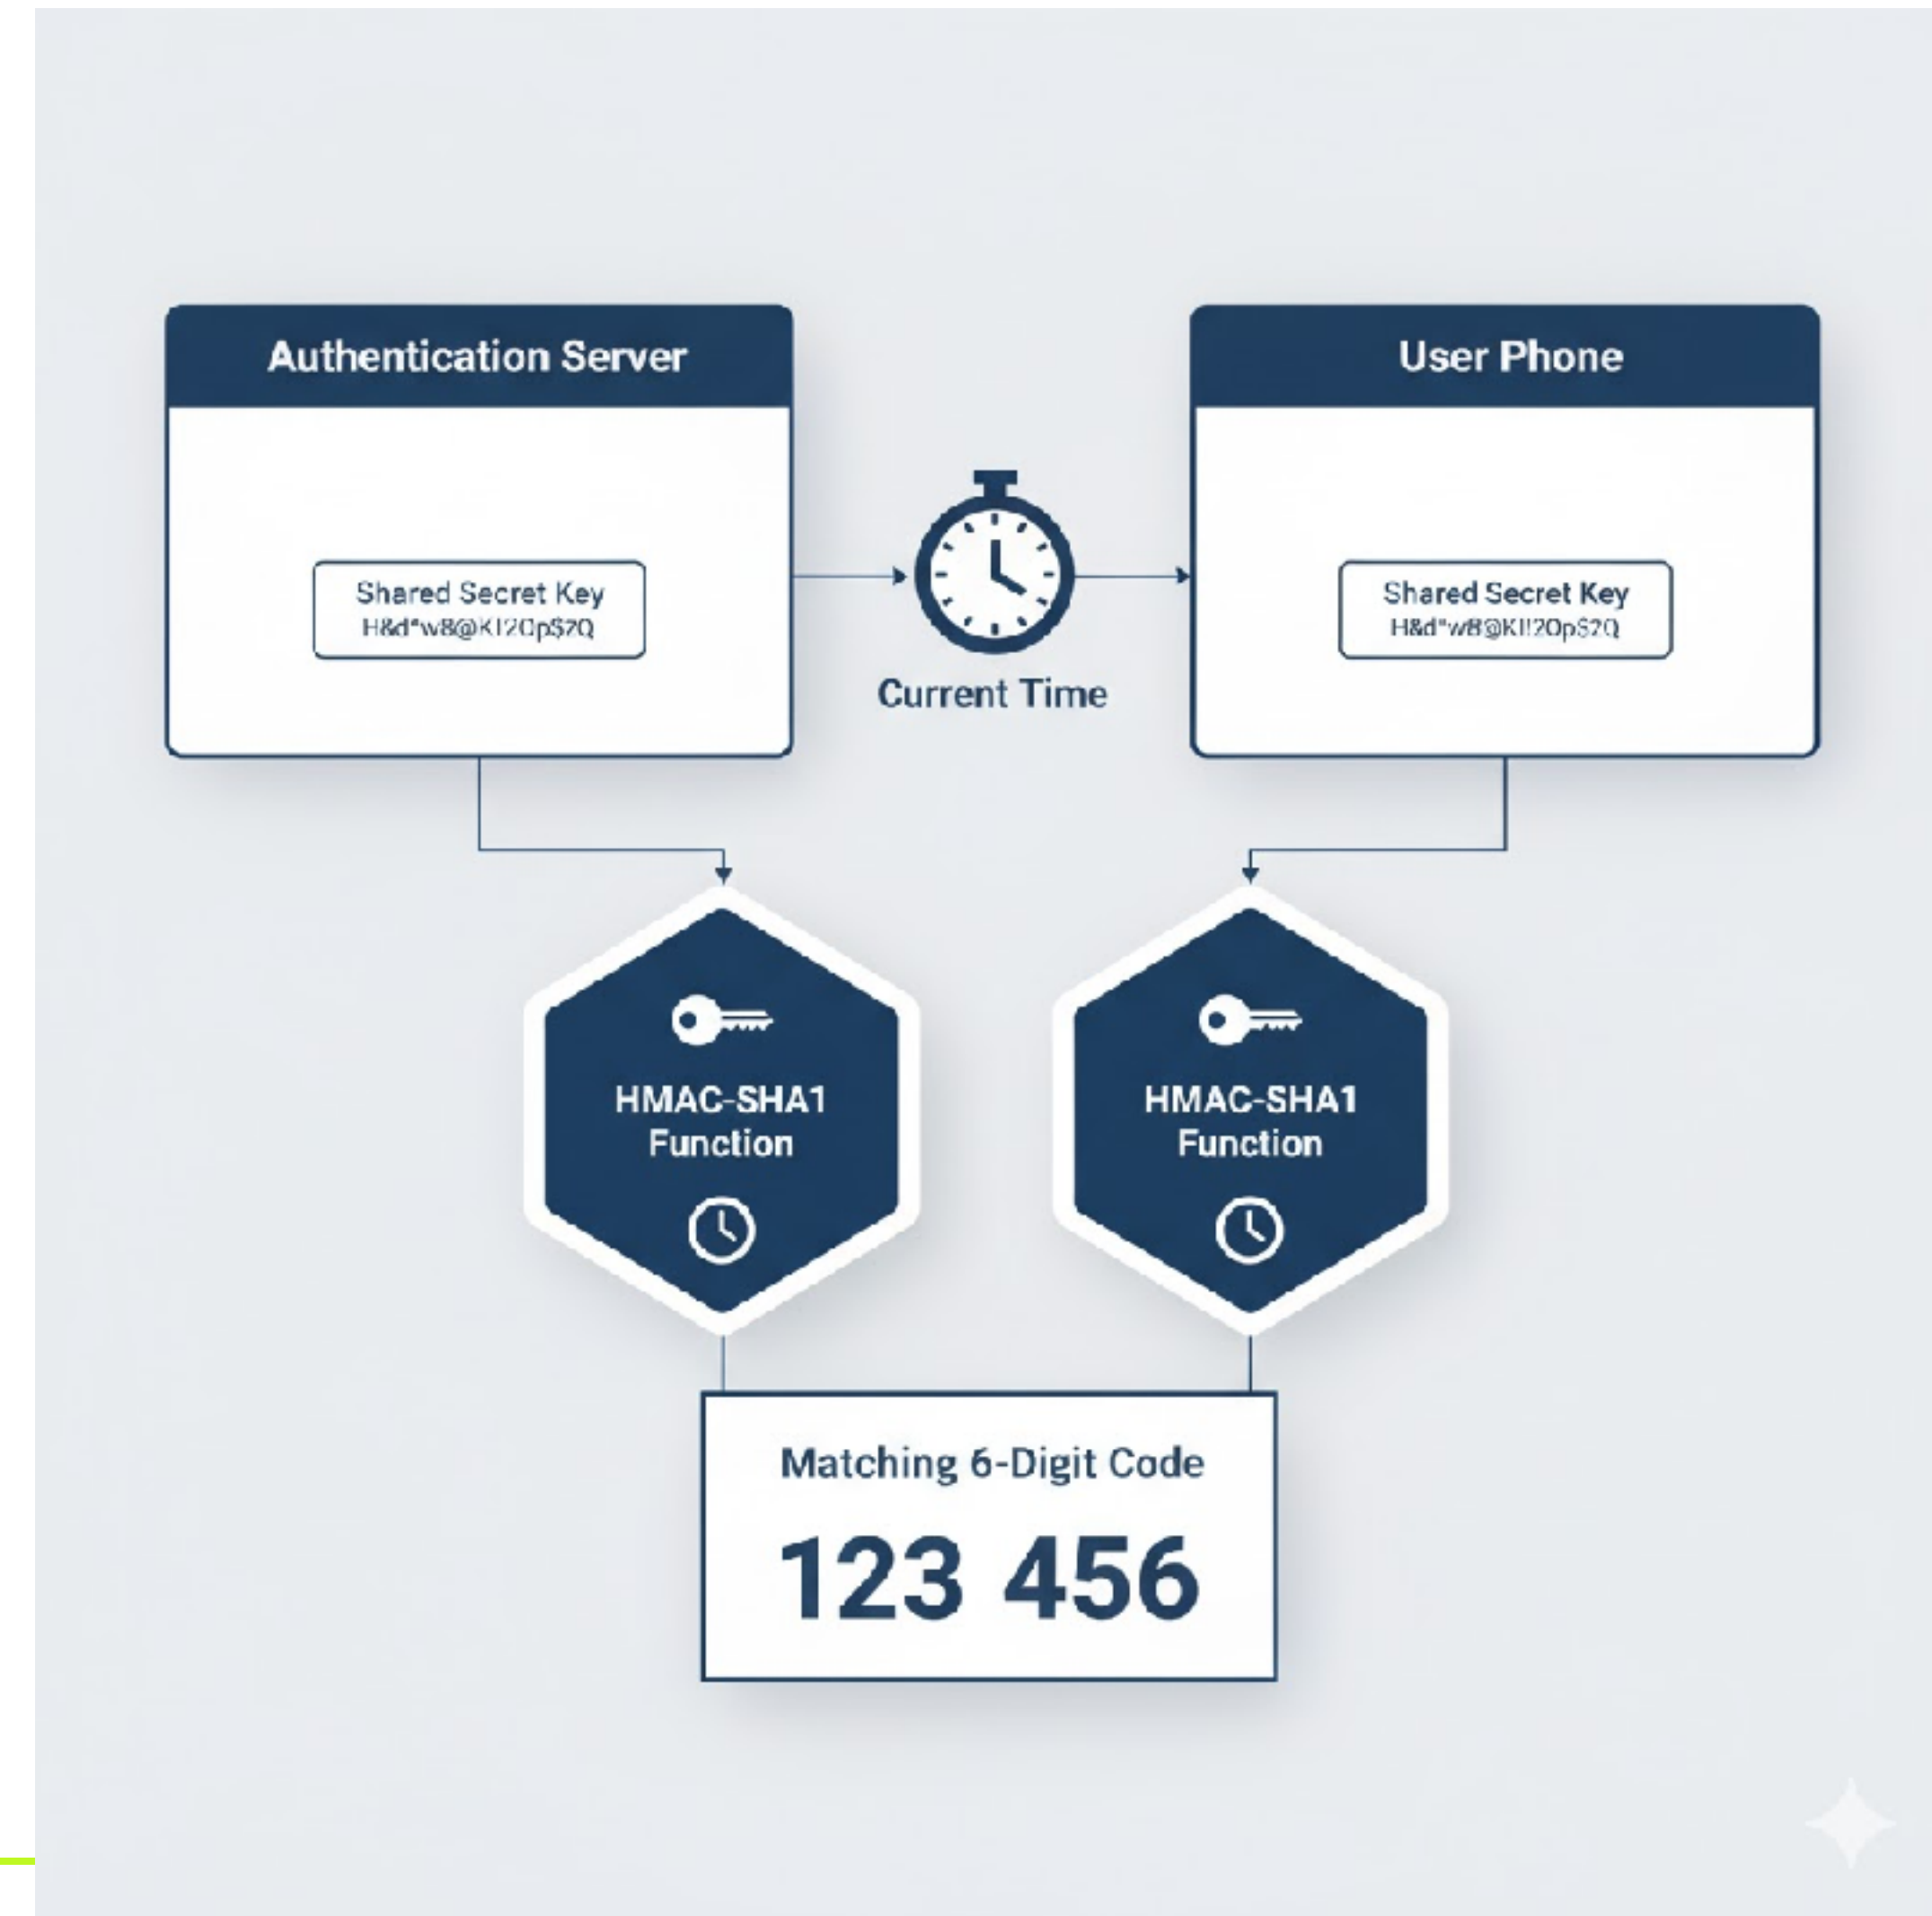 Authentication Server
User Phone
Shared Secret Key
Shared Secret Key
Current Time
HMAC-SHA1
Function
HMAC-SHA1
Function
Matching 6-Digit Code
123 456